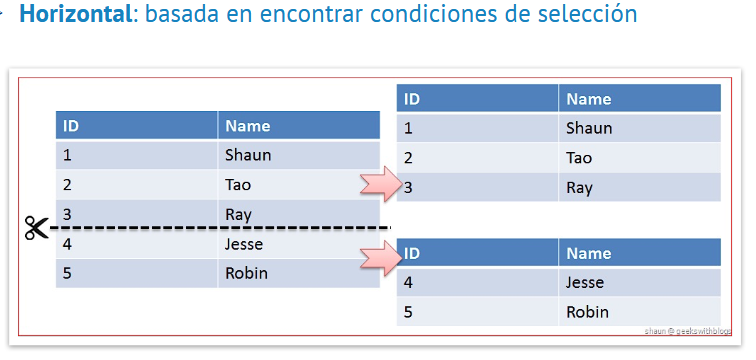 Horizontal: basada en encontrar condiciones de selección
ID Name
1 Shaun
2 Tao
3 Ray
4 Jesse
5 Robin
ID Name
1 Shaun
2 Tao
3 Ray
ID Name
4 Jesse
5 Robin
shaun @ geekswithblogs